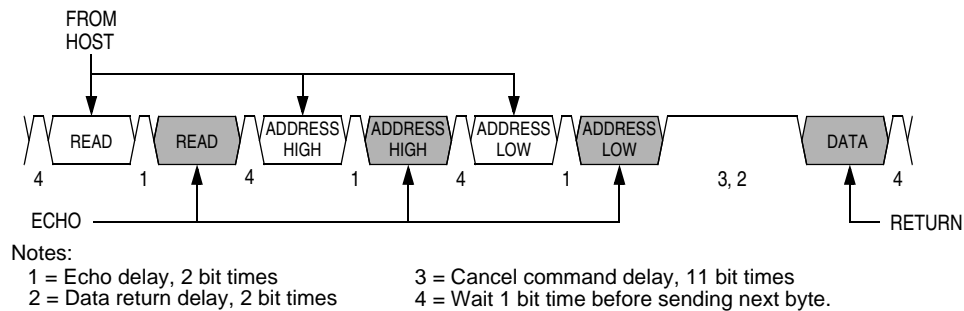 FROM
HOST
READ
READ
ADDRESS
HIGH
ADDRESS
HIGH
ADDRESS
LOW
ADDRESS
LOW
DATA
4
1
4
1
4
1
3, 2
4
ECHO
RETURN
Notes:
1 = Echo delay, 2 bit times
2 = Data return delay, 2 bit times
3 = Cancel command delay, 11 bit times
4 = Wait 1 bit time before sending next byte.